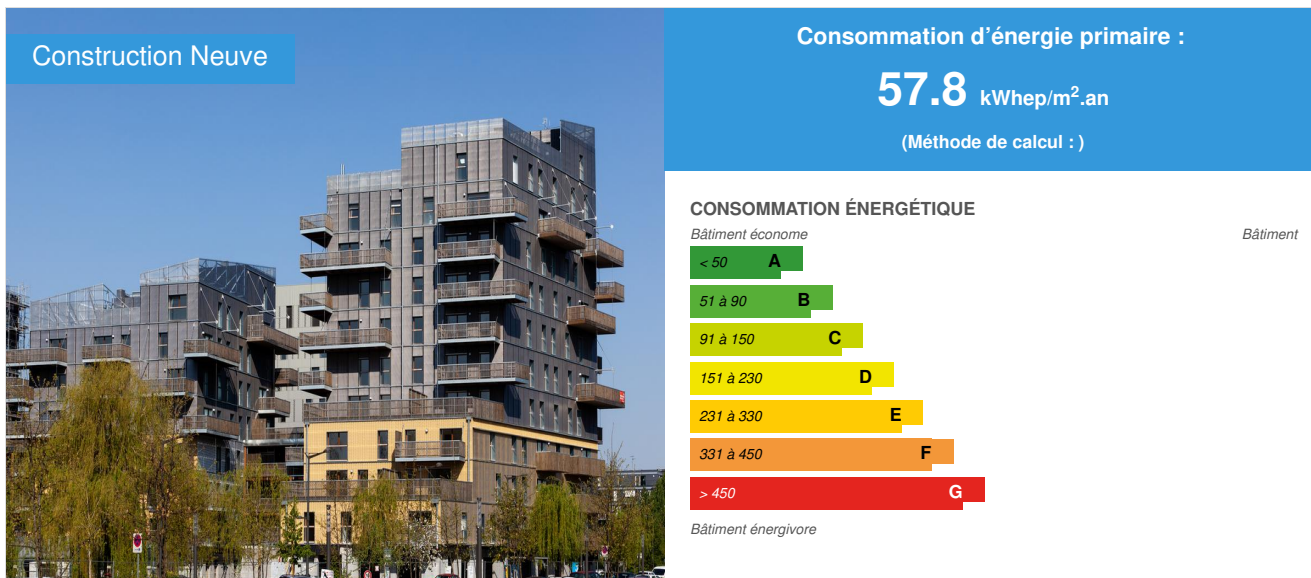 Construction Neuve
Consommation d'énergie primaire :
57.8 kWhep/m².an
(Méthode de calcul : )
CONSOMMATION ÉNERGÉTIQUE
Bâtiment économe
Bâtiment
< 50 A
51 à 90 B
91 à 150 C
151 à 230 D
231 à 330 E
331 à 450 F
> 450 G
Bâtiment énergivore